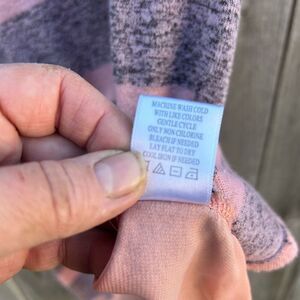 MACHINE WASH COLD
WITH LIKE COLORS
GENTLE CYCLE
ONLY NON CHLORINE
BLEACH IF NEEDED
LAY FLAT TO DRY
COOL IRON IF NEEDED